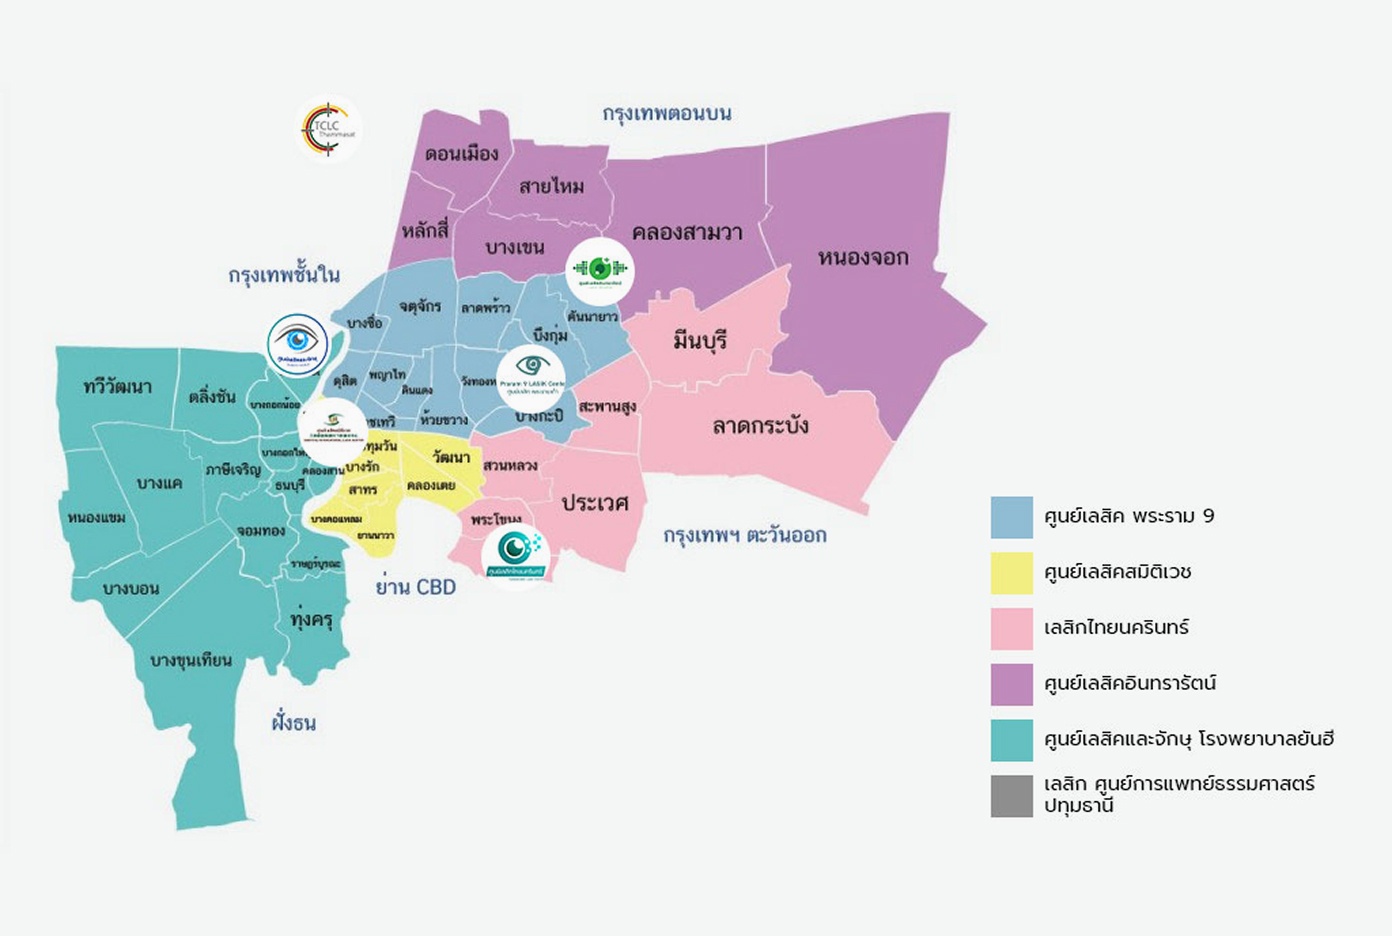 กรุงเทพตอนบน
TCLC
Thammasat
ดอนเมือง
สายไหม
หลักสี่
บางเขน
คลองสามวา
หนองจอก
กรุงเทพชั้นใน
บางซื่อ
จตุจักร
ลาดพร้าว
บึงกุ่ม
คันนายาว
มีนบุรี
ดุสิต
พญาไท
ดินแดง
วังทองห
Praram 9 LASIK Cente
ศูนย์เลสิค พระรามเก้า
ชเทวี
ห้วยขวาง
บางกะปิ
สะพานสูง
ลาดกระบัง
ทวีวัฒนา
ตลิ่งชัน
บางกอกน้อย
บางกอกให
ภาษีเจริญ
บางแค
ธนบุรี
คลองสาน
ทุมวัน
บางรัก
วัฒนา
สวนหลวง
สาทร
คลองเตย
ประเวศ
หนองแขม
จอมทอง
บางคอแหลม
ยานนาวา
พระโขนง
กรุงเทพฯ ตะวันออก
ราษฎร์บูรณะ
บางบอน
ย่าน CBD
ทุ่งครุ
บางขุนเทียน
ฝั่งธน
ศูนย์เลสิค พระราม 9
ศูนย์เลสิคสมิติเวช
เลสิกไทยนครินทร์
ศูนย์เลสิคอินทรารัตน์
ศูนย์เลสิคและจักษุ โรงพยาบาลยันฮี
เลสิก ศูนย์การแพทย์ธรรมศาสตร์
ปทุมธานี